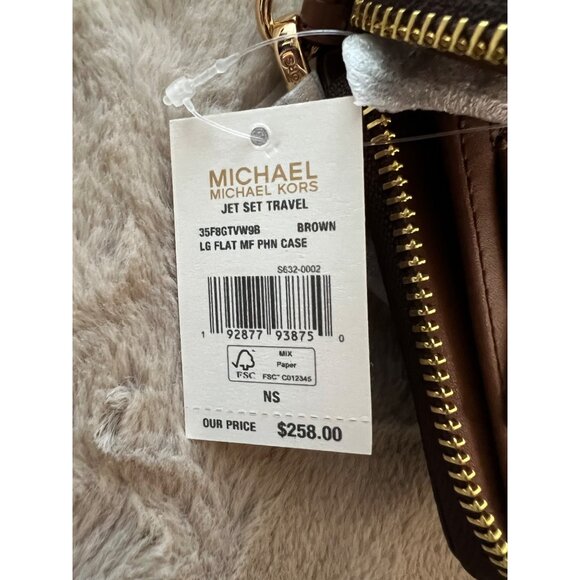 MICHAEL
MICHAEL KORS
JET SET TRAVEL
35F8GTVW9B BROWN
LG FLAT MF PHN CASE
S632-0002
1 92877 93875 0
FSC
MIX
Paper
FSC™ C012345
NS
OUR PRICE $258.00